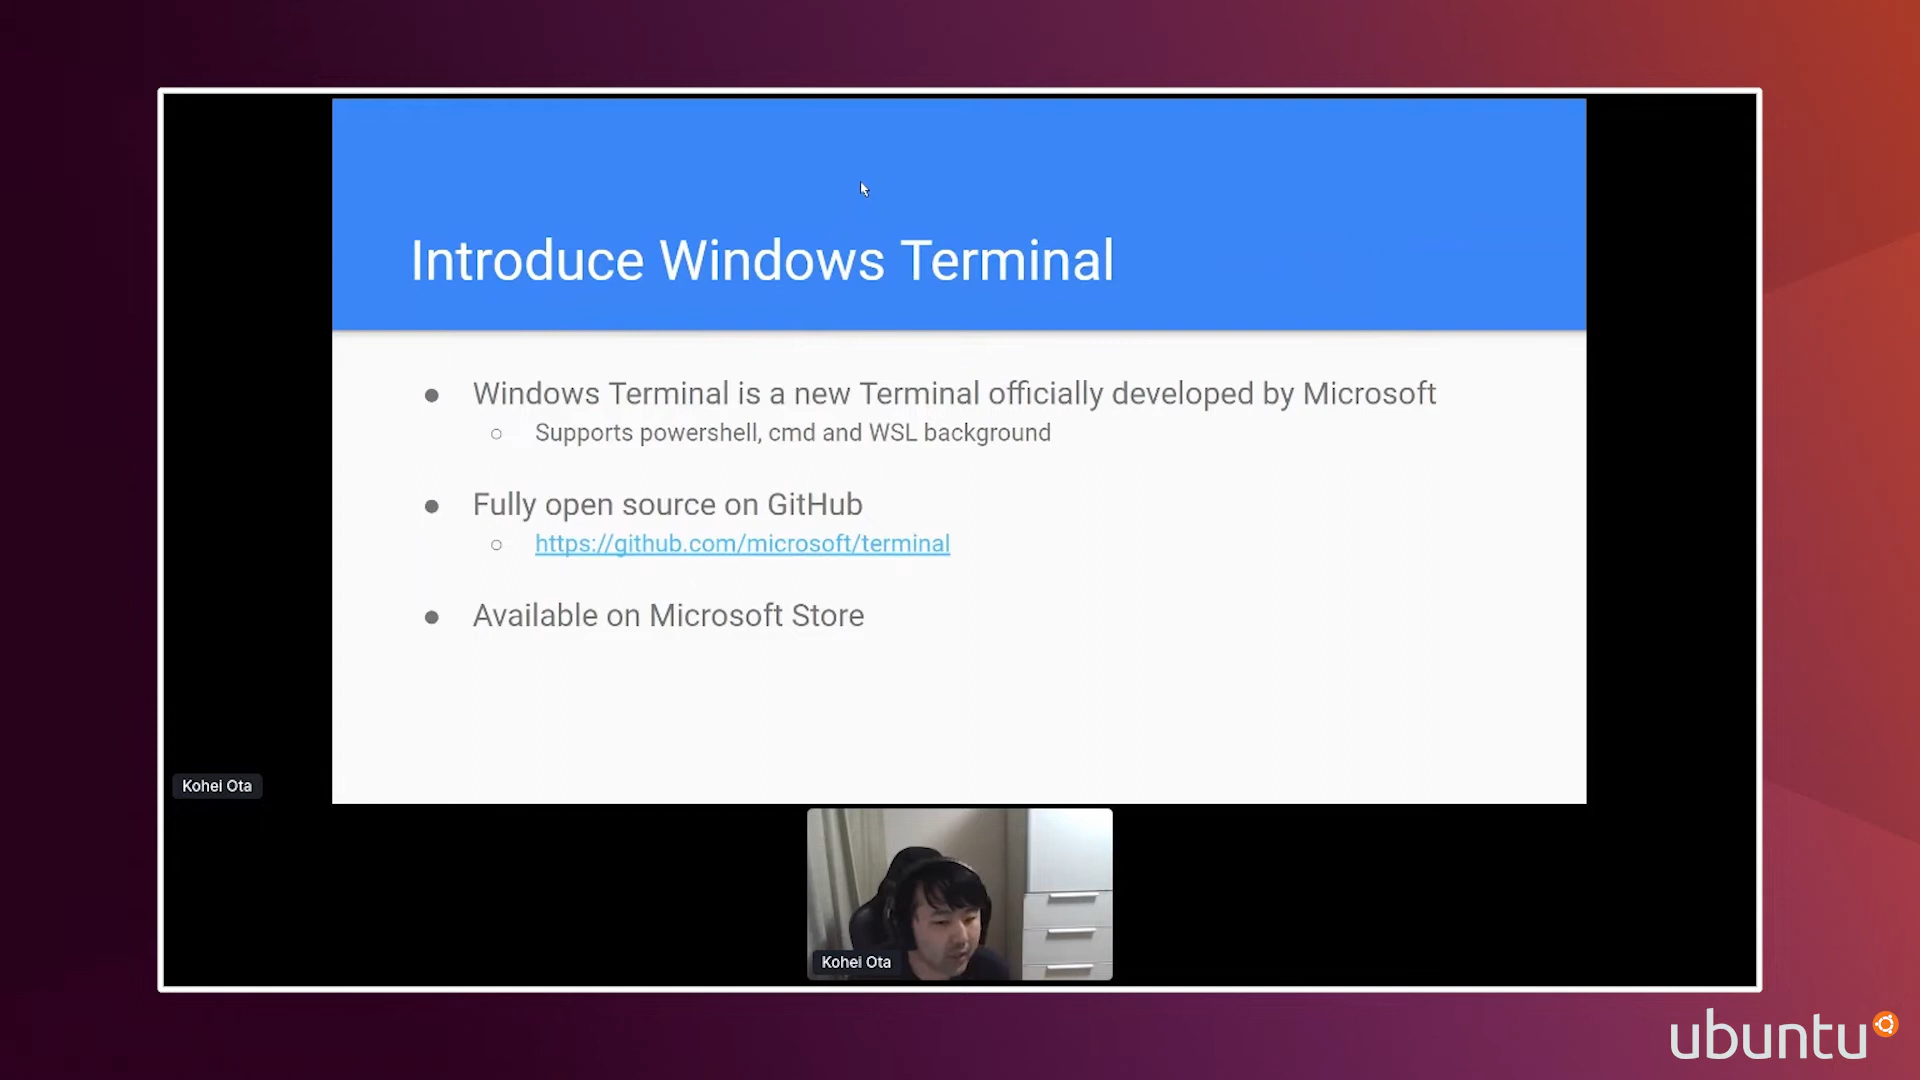 Introduce Windows Terminal
● Windows Terminal is a new Terminal officially developed by Microsoft
○ Supports powershell, cmd and WSL background
● Fully open source on GitHub
○ https://github.com/microsoft/terminal
● Available on Microsoft Store
Kohei Ota
Kohei Ota
ubuntu